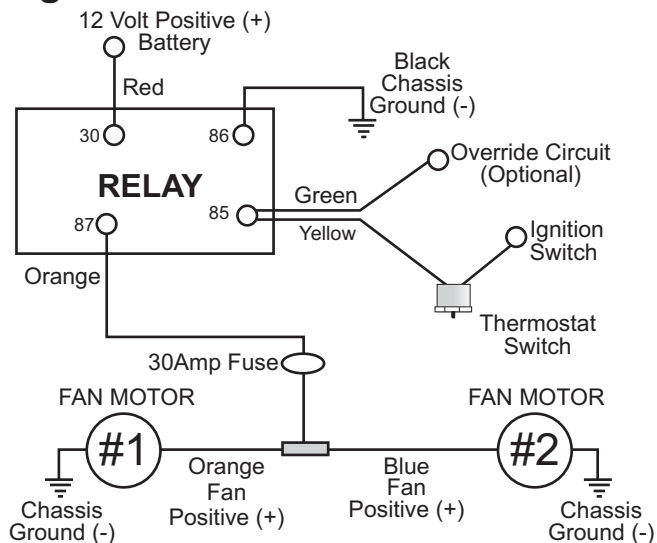 12 Volt Positive (+)
Battery
Red
Black
Chassis
Ground (-)
30
86
RELAY
87
85
Green
Yellow
Override Circuit
(Optional)
Ignition
Switch
Thermostat
Switch
Orange
30Amp Fuse
FAN MOTOR
#1
FAN MOTOR
#2
Orange
Fan
Positive (+)
Blue
Fan
Positive (+)
Chassis
Ground (-)
Chassis
Ground (-)